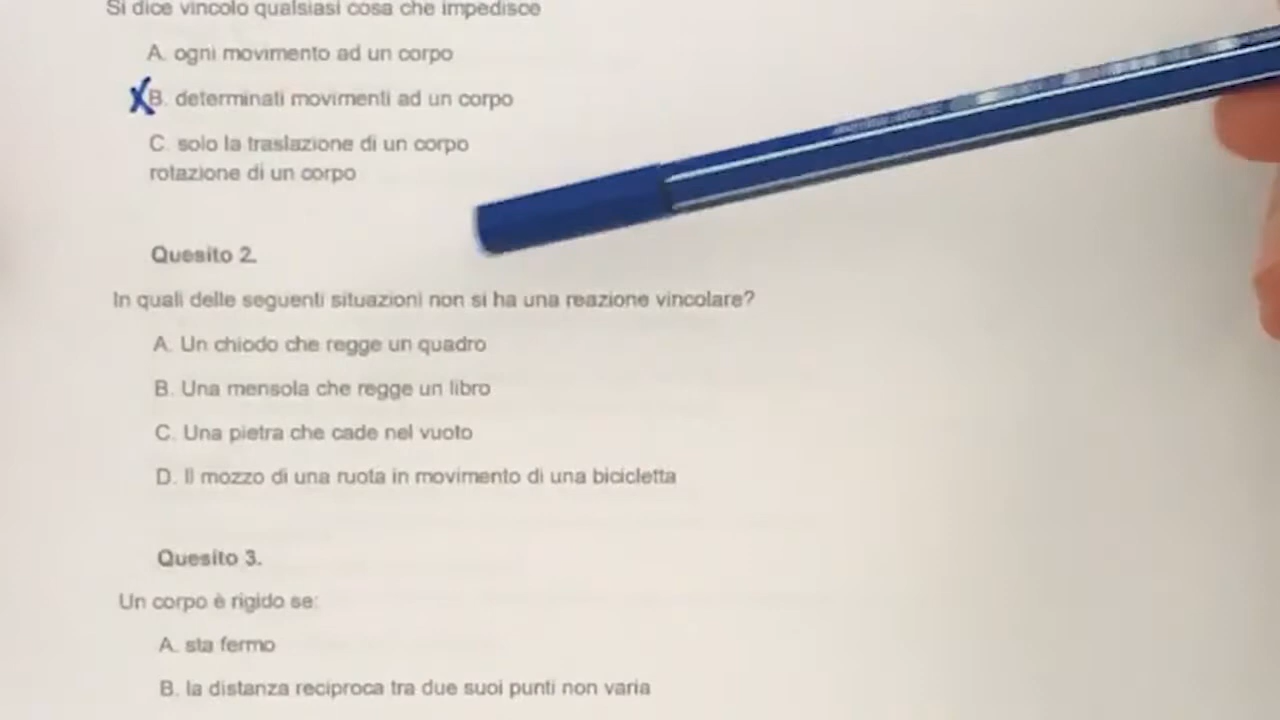 Si dice vincolo qualsiasi cosa che impedisce
A. ogni movimento ad un corpo
X B. determinati movimenti ad un corpo
C. solo la traslazione di un corpo
rotazione di un corpo
Quesito 2.
In quali delle seguenti situazioni non si ha una reazione vincolare?
A. Un chiodo che regge un quadro
B. Una mensola che regge un libro
C. Una pietra che cade nel vuoto
D. Il mozzo di una ruota in movimento di una bicicletta
Quesito 3.
Un corpo è rigido se:
A. sta fermo
B. la distanza reciproca tra due suoi punti non varia